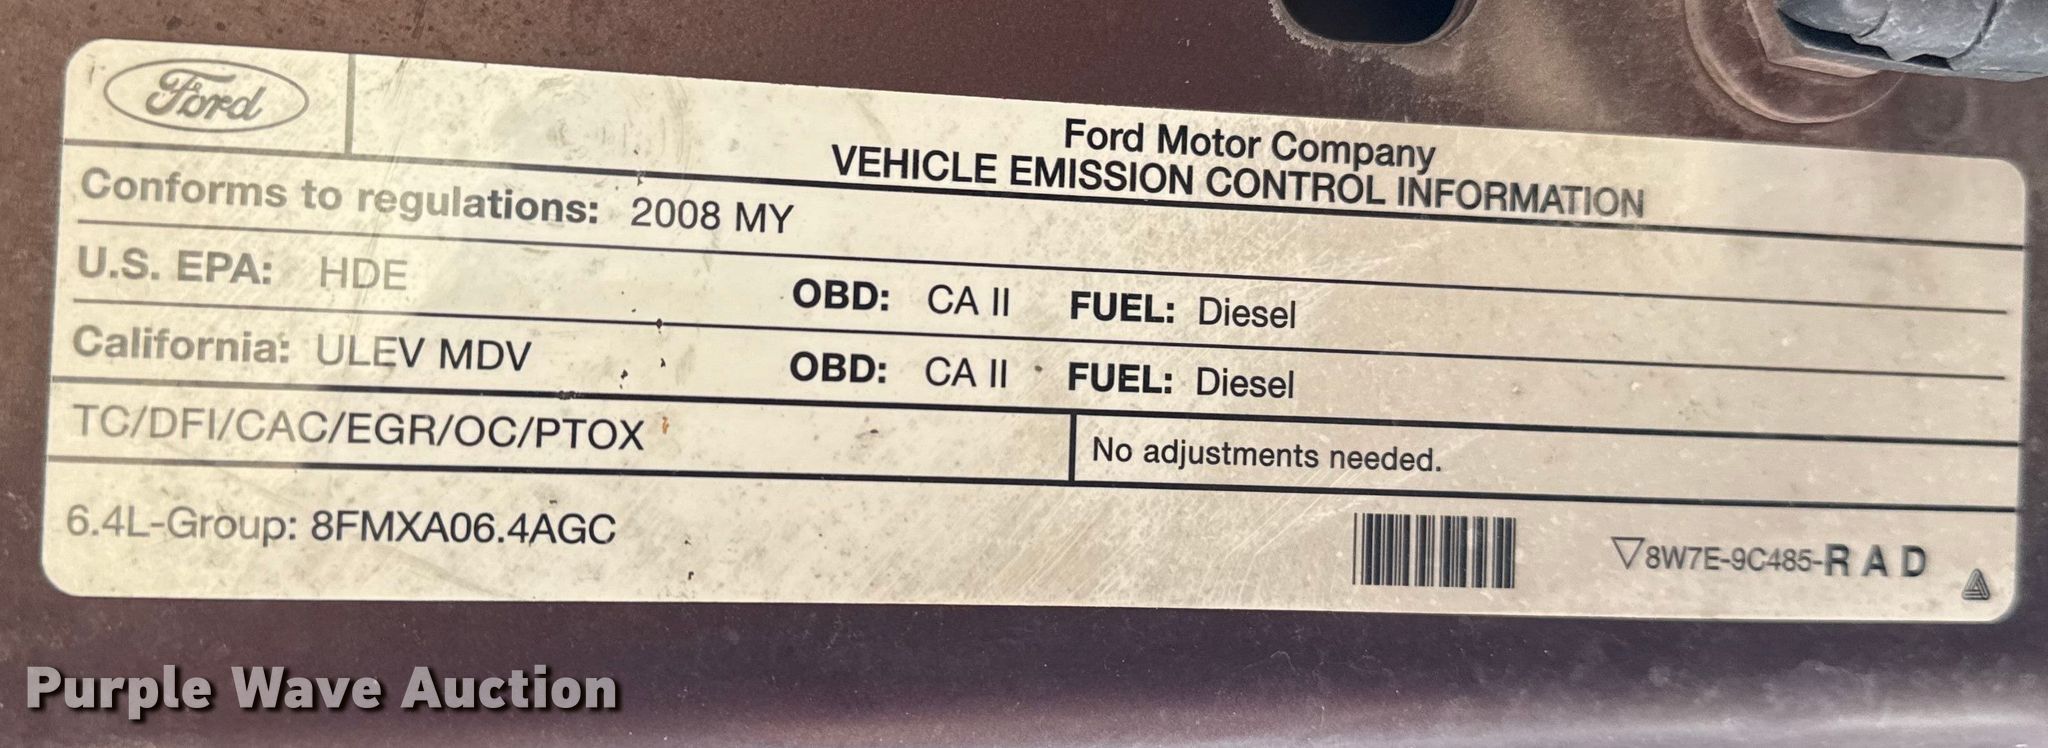 Ford
Ford Motor Company
VEHICLE EMISSION CONTROL INFORMATION
Conforms to regulations: 2008 MY
U.S. EPA: HDE OBD: CA II FUEL: Diesel
California: ULEV MDV OBD: CA II FUEL: Diesel
TC/DFI/CAC/EGR/OC/PTOX No adjustments needed.
6.4L-Group: 8FMXA06.4AGC
▽8W7E-9C485-R A D
Purple Wave Auction